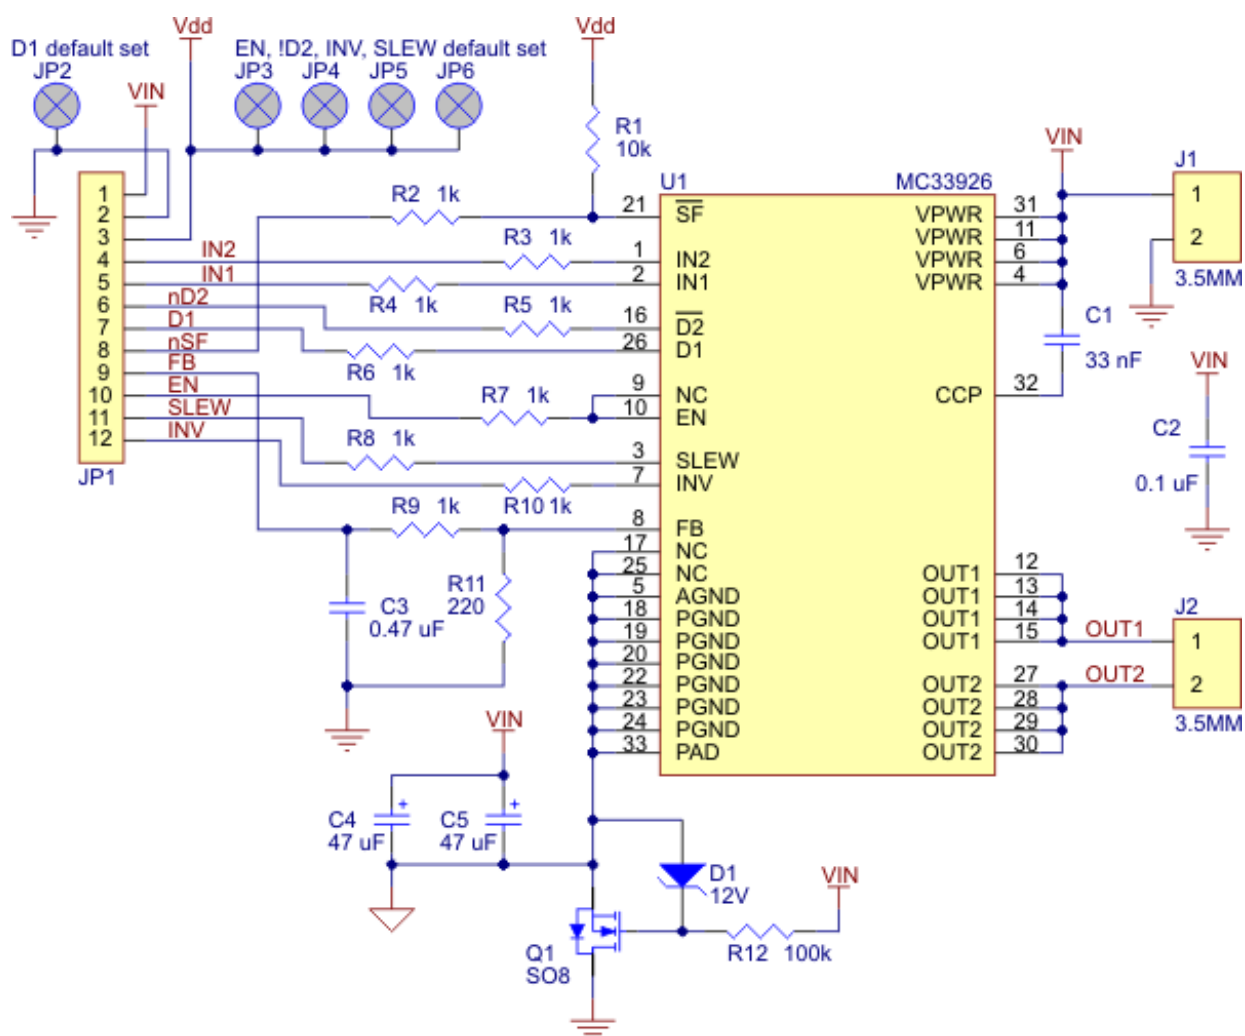 Vdd
Vdd
D1 default set
EN, !D2, INV, SLEW default set
JP2
JP3
JP4
JP5
JP6
VIN
R1
10k
VIN
J1
U1
MC33926
1
2
3.5MM
1
2
3
4
5
6
7
8
9
10
11
12
JP1
IN2
IN1
nD2
D1
nSF
FB
EN
SLEW
INV
R2 1k
R3 1k
R4 1k
R5 1k
R6 1k
R7 1k
R8 1k
R9 1k
R10 1k
R11
220
C3
0.47 uF
21 SF
1 IN2
2 IN1
16 D2
26 D1
9 NC
10 EN
3 SLEW
7 INV
8 FB
17 NC
25 NC
5 AGND
18 PGND
19 PGND
20 PGND
22 PGND
23 PGND
24 PGND
33 PAD
VPWR 31
VPWR 11
VPWR 6
VPWR 4
CCP 32
OUT1 12
OUT1 13
OUT1 14
OUT1 15
OUT2 27
OUT2 28
OUT2 29
OUT2 30
C1
33 nF
VIN
C2
0.1 uF
OUT1
OUT2
J2
1
2
3.5MM
VIN
C4
47 uF
+
C5
47 uF
+
D1
12V
VIN
R12 100k
Q1
SO8